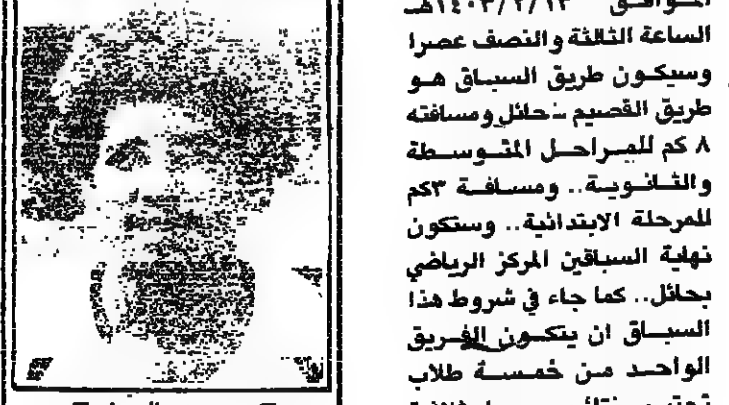 الساعة الثالثة والنصف عصرا
وسيكون طريق السباق هو
طريق القصيم - حائل ومسافته
٨ كم للمراحل المتوسطة
والثانوية.. ومسافة ٣كم
للمرحلة الابتدائية.. وستكون
نهاية السباقين المركز الرياضي
بحائل.. كما جاء في شروط هذا
السباق ان يتكون الفريق
الواحد من خمسة طلاب